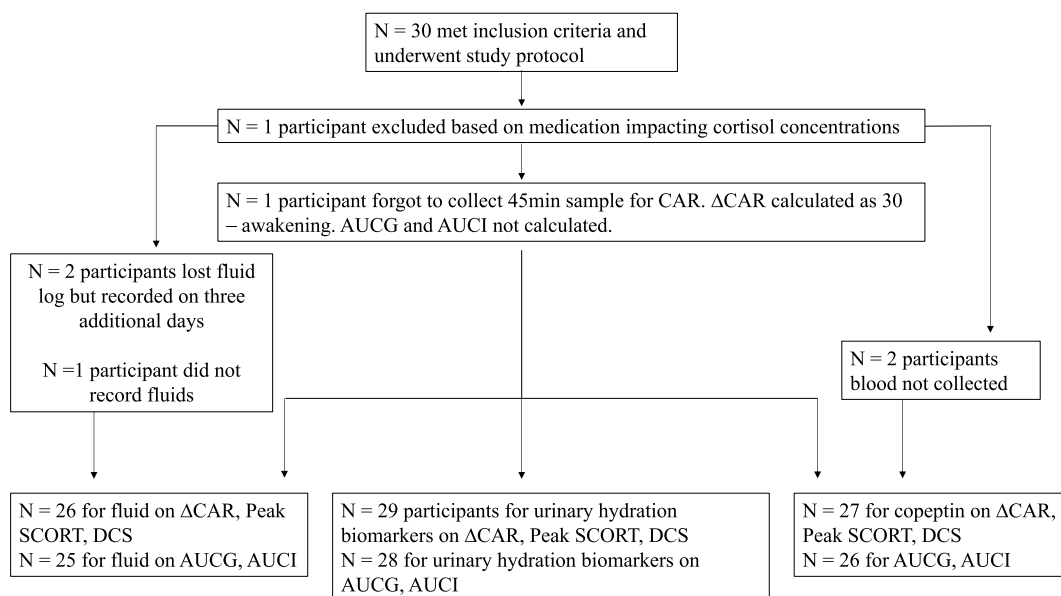 N = 30 met inclusion criteria and
underwent study protocol
N = 1 participant excluded based on medication impacting cortisol concentrations
N = 1 participant forgot to collect 45min sample for CAR. ΔCAR calculated as 30
– awakening. AUCG and AUCI not calculated.
N = 2 participants lost fluid
log but recorded on three
additional days
N =1 participant did not
record fluids
N = 2 participants
blood not collected
N = 26 for fluid on ΔCAR, Peak
SCORT, DCS
N = 25 for fluid on AUCG, AUCI
N = 29 participants for urinary hydration
biomarkers on ΔCAR, Peak SCORT, DCS
N = 28 for urinary hydration biomarkers on
AUCG, AUCI
N = 27 for copeptin on ΔCAR,
Peak SCORT, DCS
N = 26 for AUCG, AUCI